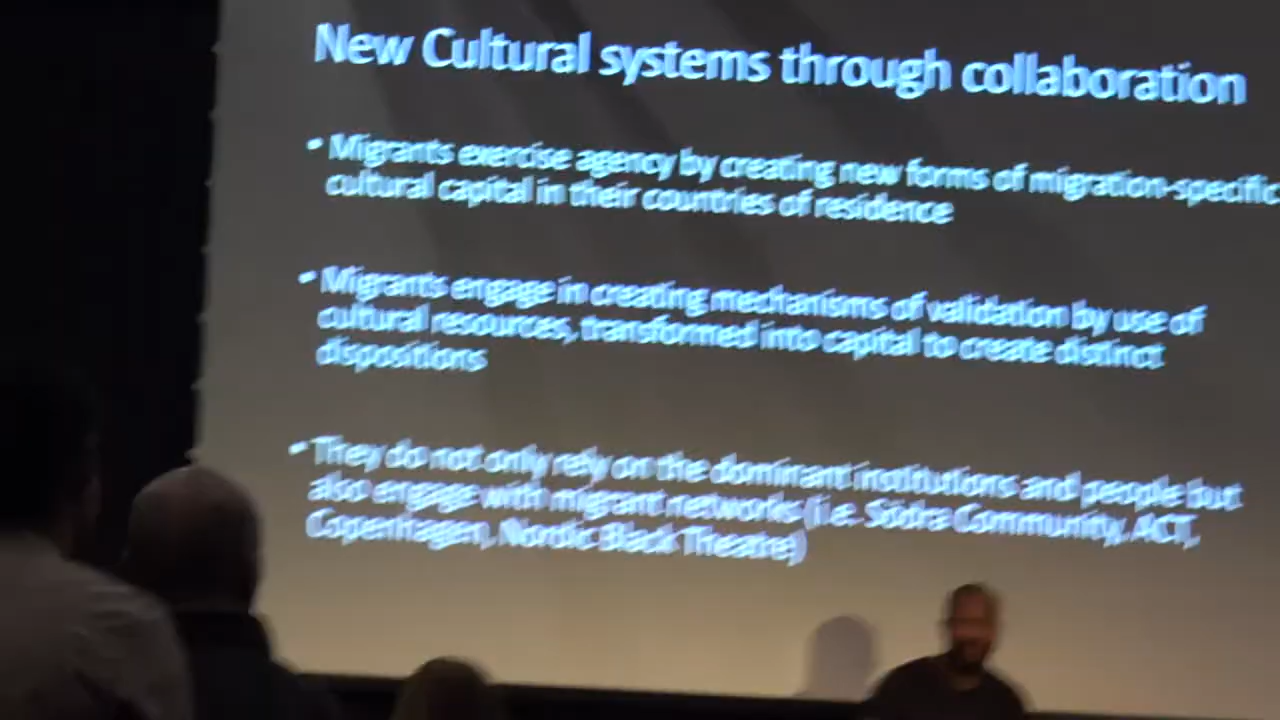 New Cultural systems through collaboration
• Migrants exercise agency by creating new forms of migration-specific
cultural capital in their countries of residence
• Migrants engage in creating mechanisms of validation by use of
cultural resources, transformed into capital to create distinct
dispositions
• They do not only rely on the dominant institutions and people but
also engage with migrant networks (i.e. Södra Community, ACT,
Copenhagen, Nordic Black Theatre)